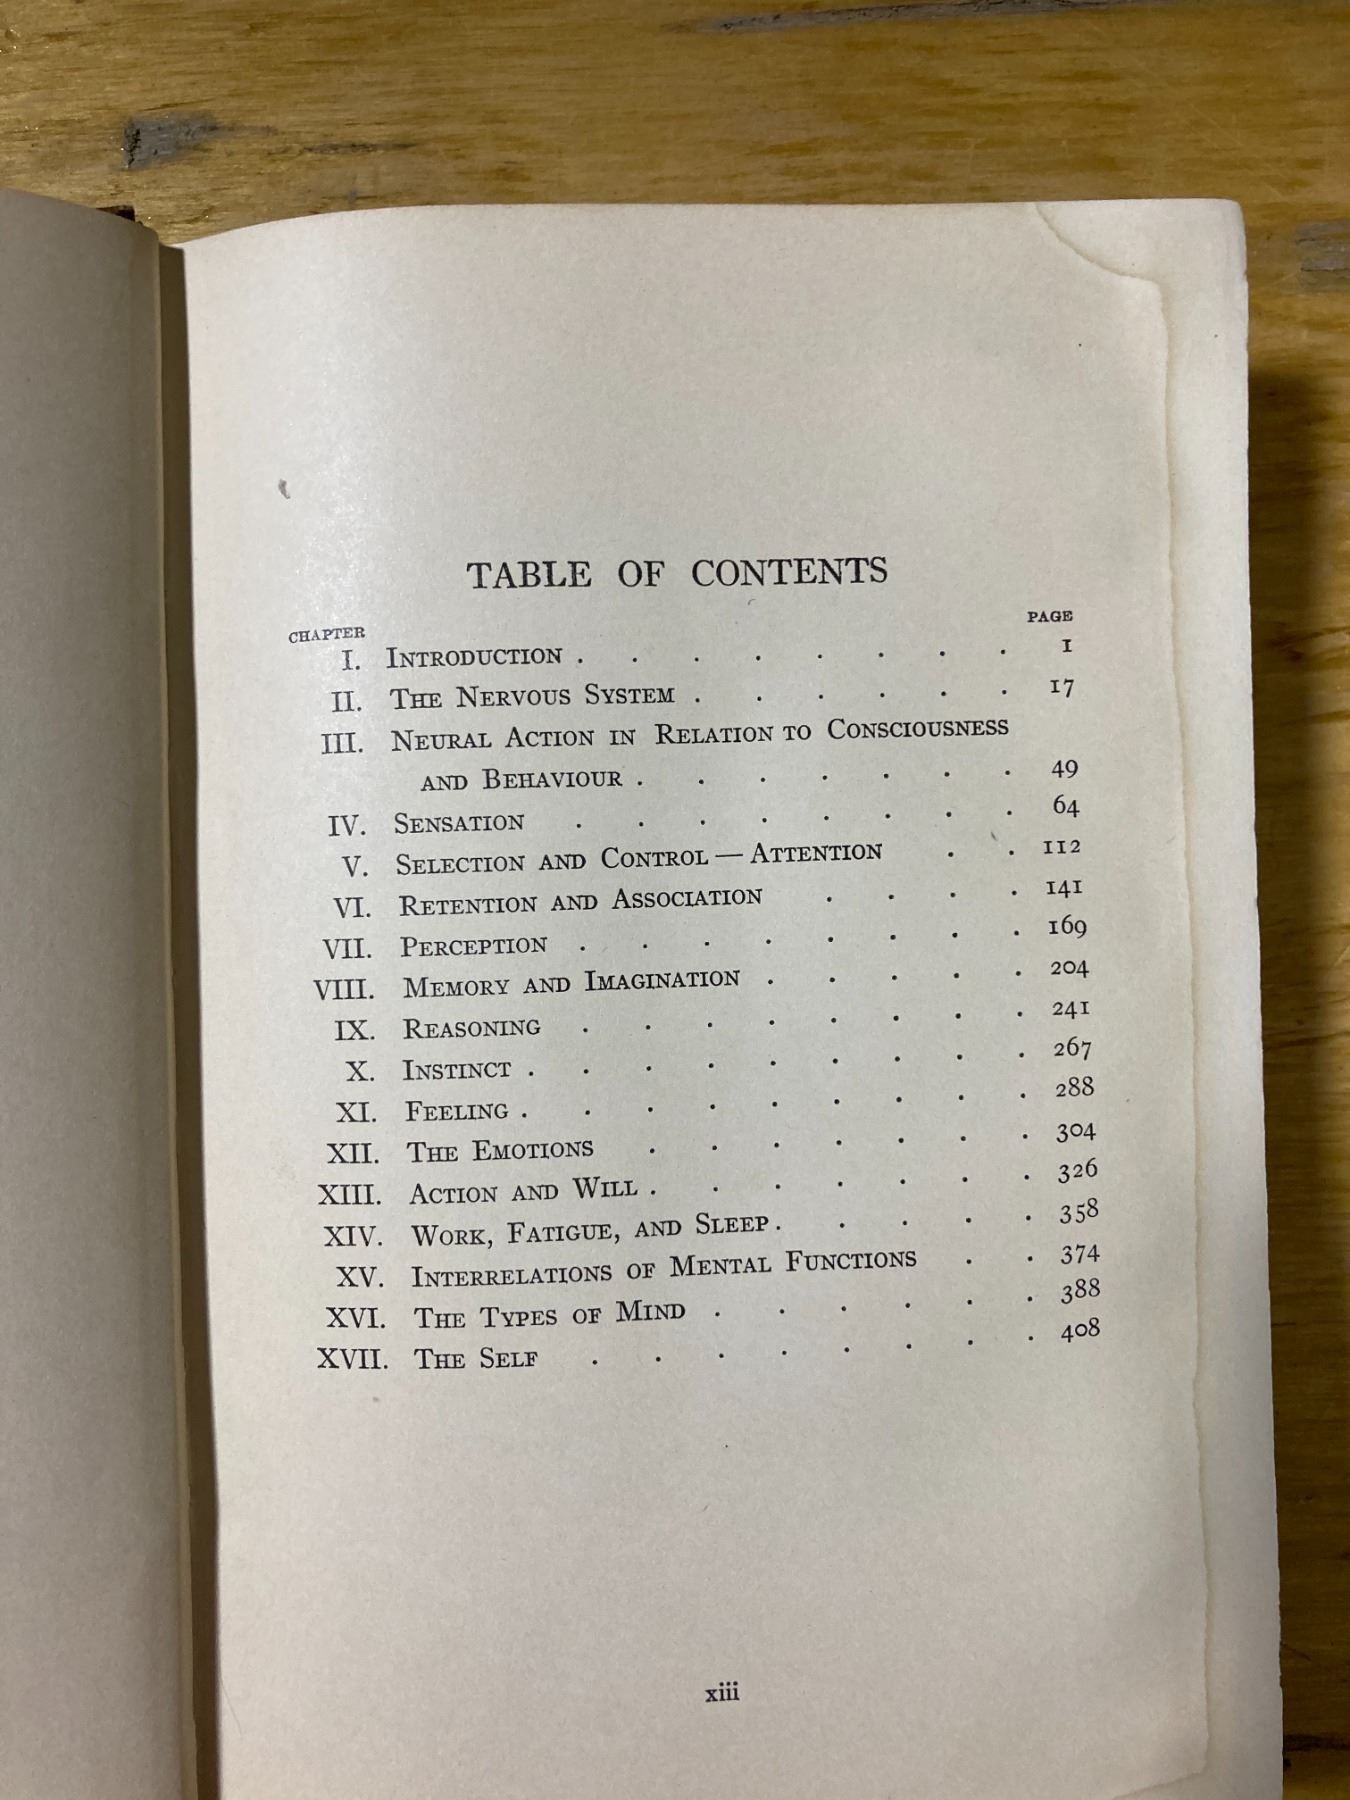 TABLE OF CONTENTS
CHAPTER PAGE
I. INTRODUCTION . . . . . . . . 1
II. THE NERVOUS SYSTEM . . . . . . 17
III. NEURAL ACTION IN RELATION TO CONSCIOUSNESS
AND BEHAVIOUR . . . . . . . 49
IV. SENSATION . . . . . . . . 64
V. SELECTION AND CONTROL — ATTENTION . . 112
VI. RETENTION AND ASSOCIATION . . . . 141
VII. PERCEPTION . . . . . . . . 169
VIII. MEMORY AND IMAGINATION . . . . . 204
IX. REASONING . . . . . . . . 241
X. INSTINCT . . . . . . . . . 267
XI. FEELING . . . . . . . . . 288
XII. THE EMOTIONS . . . . . . . 304
XIII. ACTION AND WILL . . . . . . . 326
XIV. WORK, FATIGUE, AND SLEEP . . . . . 358
XV. INTERRELATIONS OF MENTAL FUNCTIONS . . 374
XVI. THE TYPES OF MIND . . . . . . 388
XVII. THE SELF . . . . . . . . 408
xiii